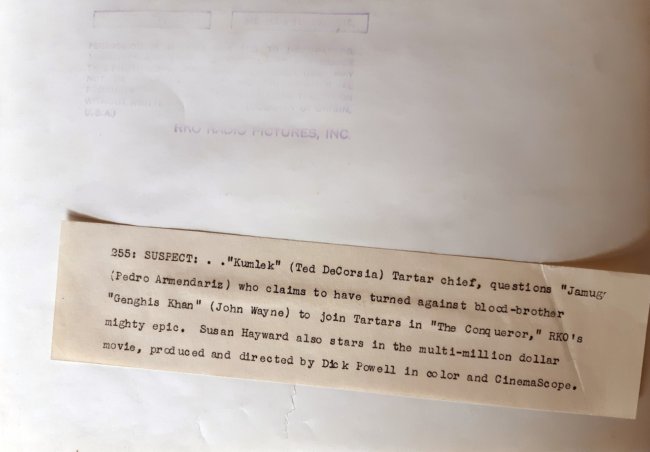 U.S.A.
RKO RADIO PICTURES, INC.
255: SUSPECT: . ."Kumlek" (Ted DeCorsia) Tartar chief, questions "Jamug
(Pedro Armendariz) who claims to have turned against blood-brother
"Genghis Khan" (John Wayne) to join Tartars in "The Conqueror," RKO's
mighty epic. Susan Hayward also stars in the multi-million dollar
movie, produced and directed by Dick Powell in color and CinemaScope.